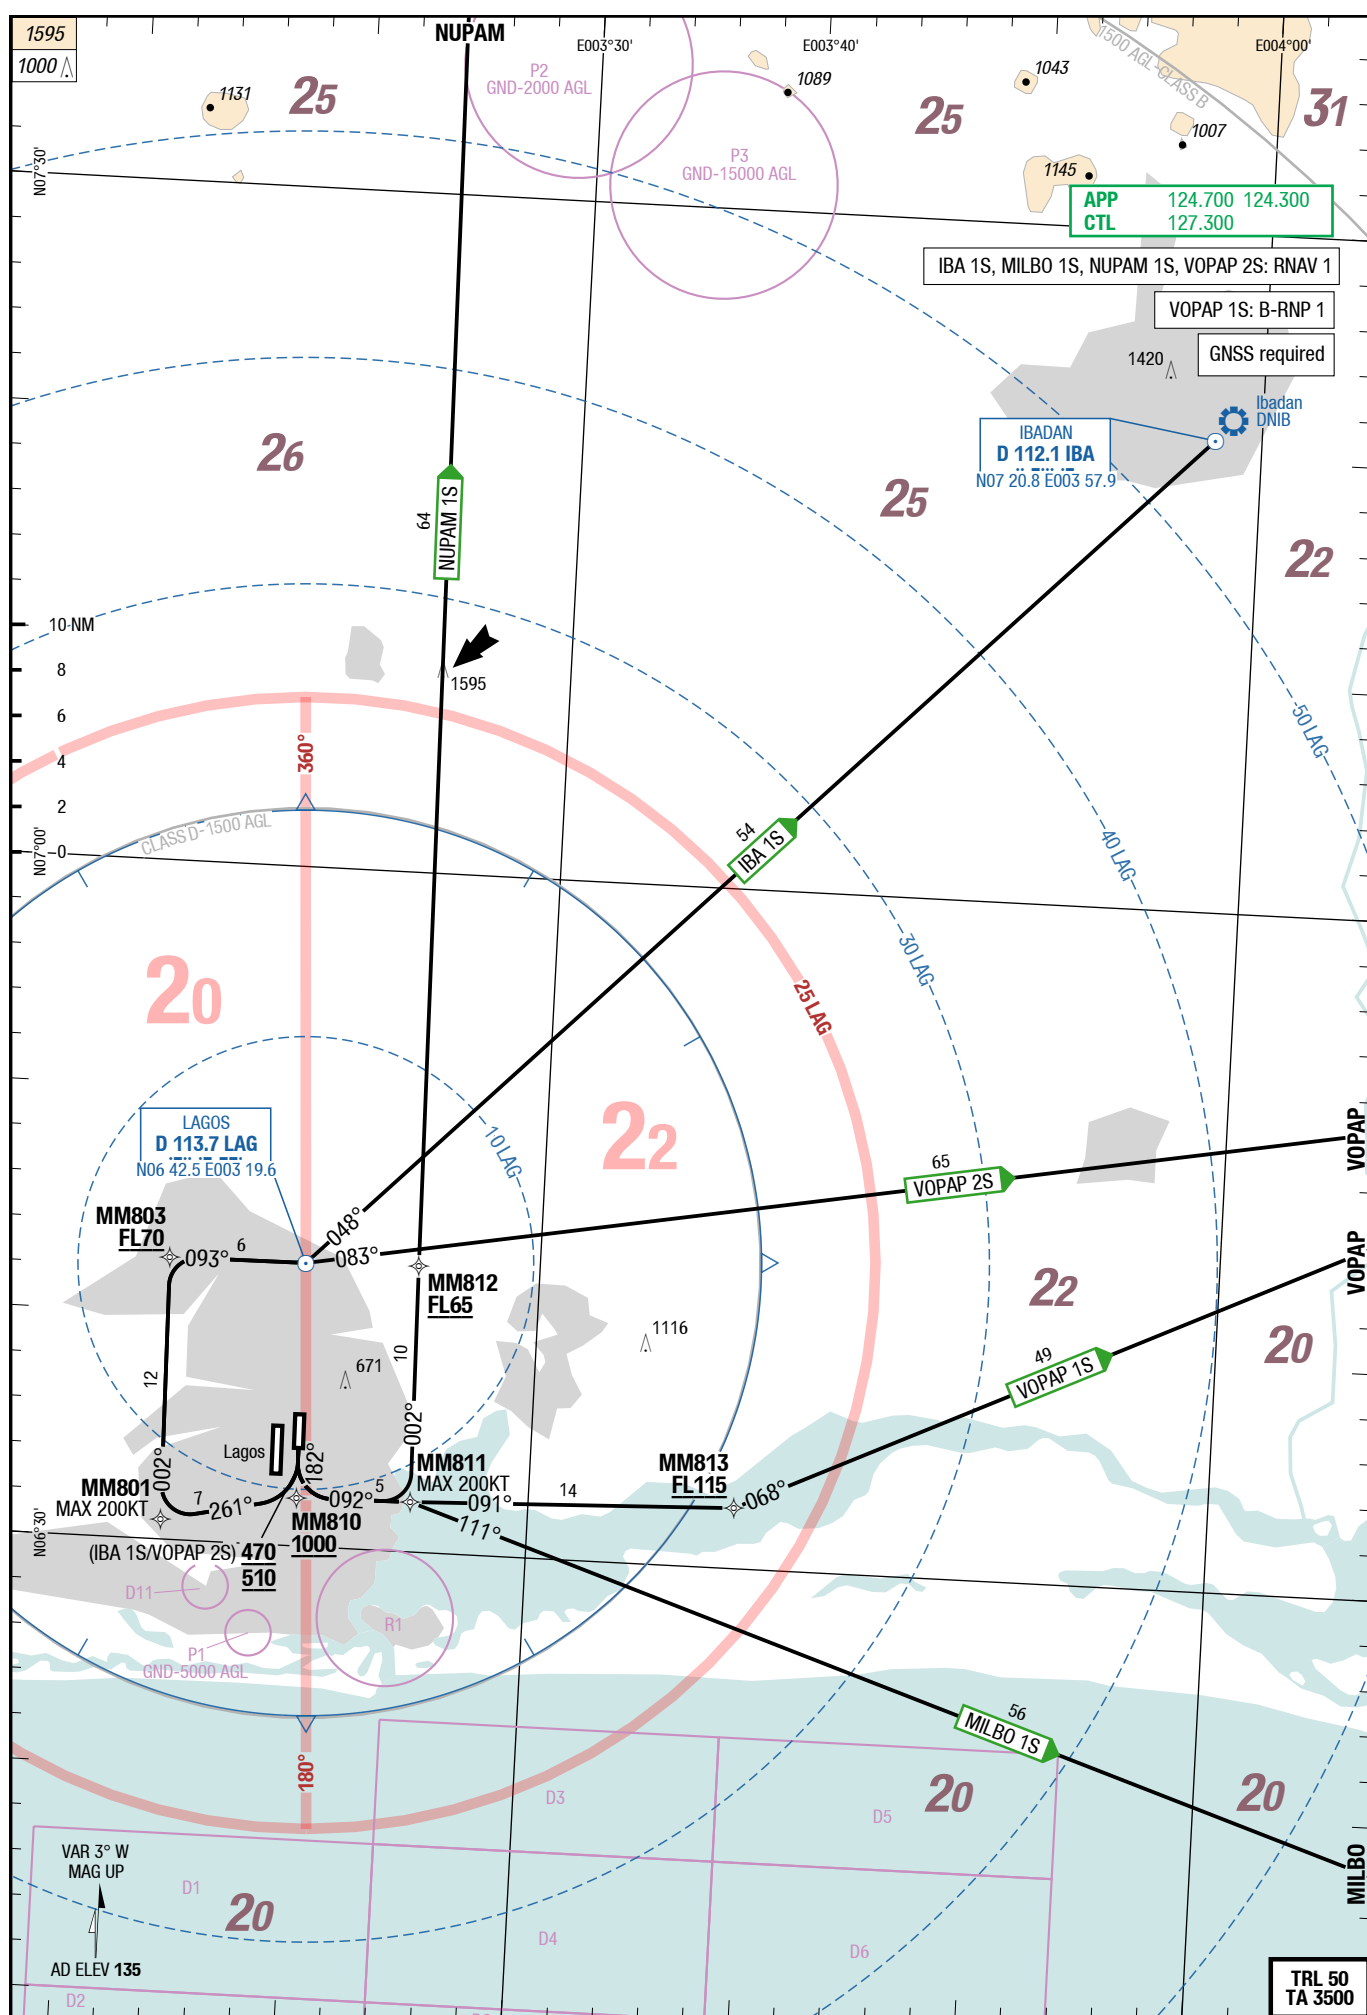 1595
1000
NUPAM
E003°30'
E003°40'
E004°00'
P2
GND-2000 AGL
1500 AGL-CLASS B
1131
25
1089
1043
25
31
1007
N07°30'
P3
GND-15000 AGL
1145
APP 124.700 124.300
CTL 127.300
IBA 1S, MILBO 1S, NUPAM 1S, VOPAP 2S: RNAV 1
VOPAP 1S: B-RNP 1
GNSS required
1420
Ibadan
DNIB
IBADAN
D 112.1 IBA
N07 20.8 E003 57.9
26
25
22
64
NUPAM 1S
10 NM
8
6
4
2
0
1595
360°
50 LAG
CLASS D-1500 AGL
54
IBA 1S
40 LAG
N07°00'
30 LAG
25 LAG
20
22
10 LAG
LAGOS
D 113.7 LAG
N06 42.5 E003 19.6
VOPAP
65
VOPAP 2S
MM803
FL70
093°
6
048°
083°
MM812
FL65
VOPAP
22
20
1116
671
10
12
49
VOPAP 1S
002°
002°
Lagos
182°
MM801
MAX 200KT
7
261°
092°
5
MM811
MAX 200KT
091°
14
MM813
FL115
068°
111°
MM810
1000
N06°30'
(IBA 1S/VOPAP 2S) 470
510
D11
R1
P1
GND-5000 AGL
56
MILBO 1S
180°
D3
D5
20
20
VAR 3° W
MAG UP
D1
20
MILBO
D4
D6
AD ELEV 135
D2
TRL 50
TA 3500